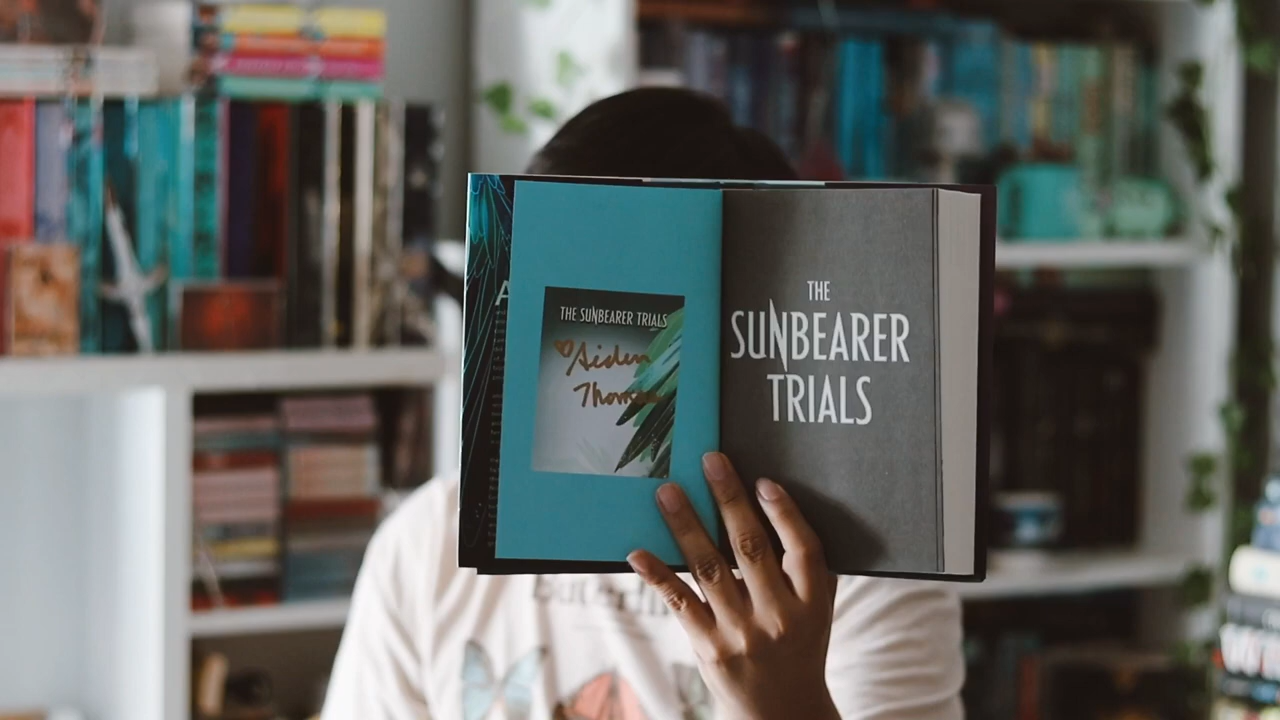 THE SUNBEARER TRIALS
Aiden
Thomas
THE
SUNBEARER
TRIALS